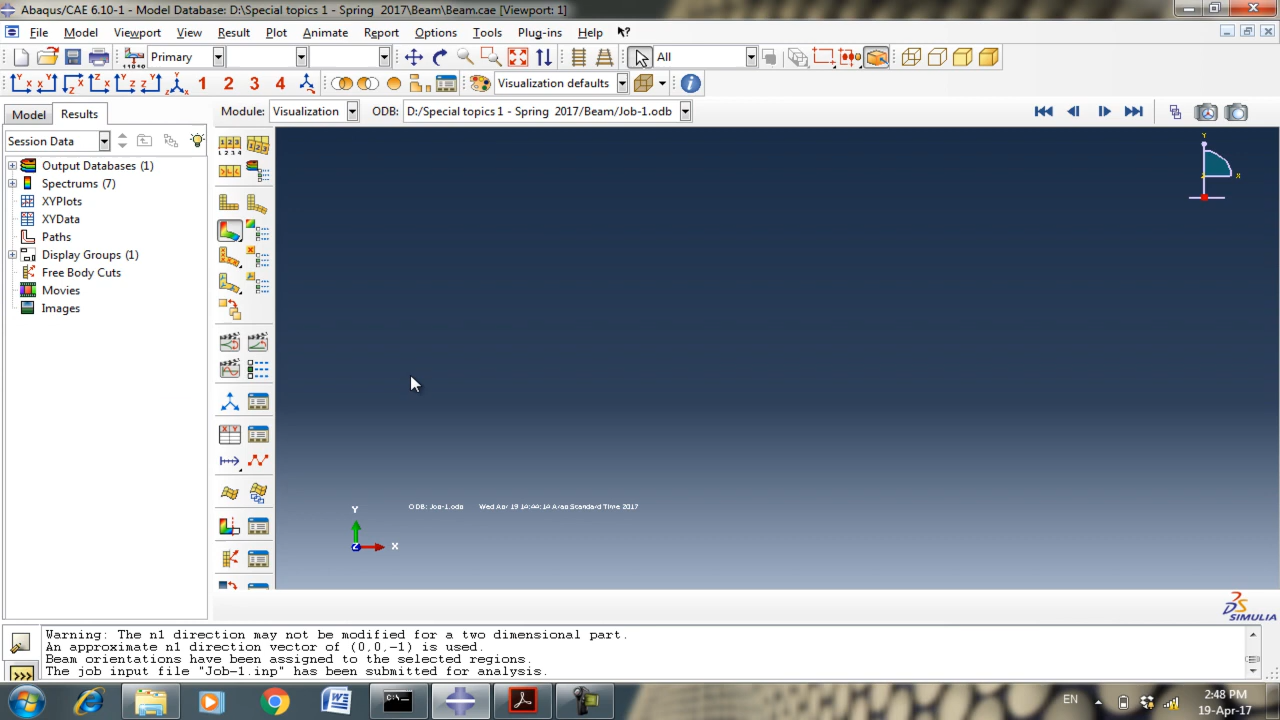 Abaqus/CAE 6.10-1 - Model Database: D:\Special topics 1 - Spring 2017\Beam\Beam.cae [Viewport: 1]
File Model Viewport View Result Plot Animate Report Options Tools Plug-ins Help
Primary All
1 2 3 4 Visualization defaults
Model Results Module: Visualization ODB: D:/Special topics 1 - Spring 2017/Beam/Job-1.odb
Session Data
Output Databases (1)
Spectrums (7)
XYPlots
XYData
Paths
Display Groups (1)
Free Body Cuts
Movies
Images
Y
X
ODB: Job-1.odb
Y
X
Z
SIMULIA
Warning: The n1 direction may not be modified for a two dimensional part.
An approximate n1 direction vector of (0,0,-1) is used.
Beam orientations have been assigned to the selected regions.
The job input file "Job-1.inp" has been submitted for analysis.
>>>
EN
2:48 PM
19-Apr-17